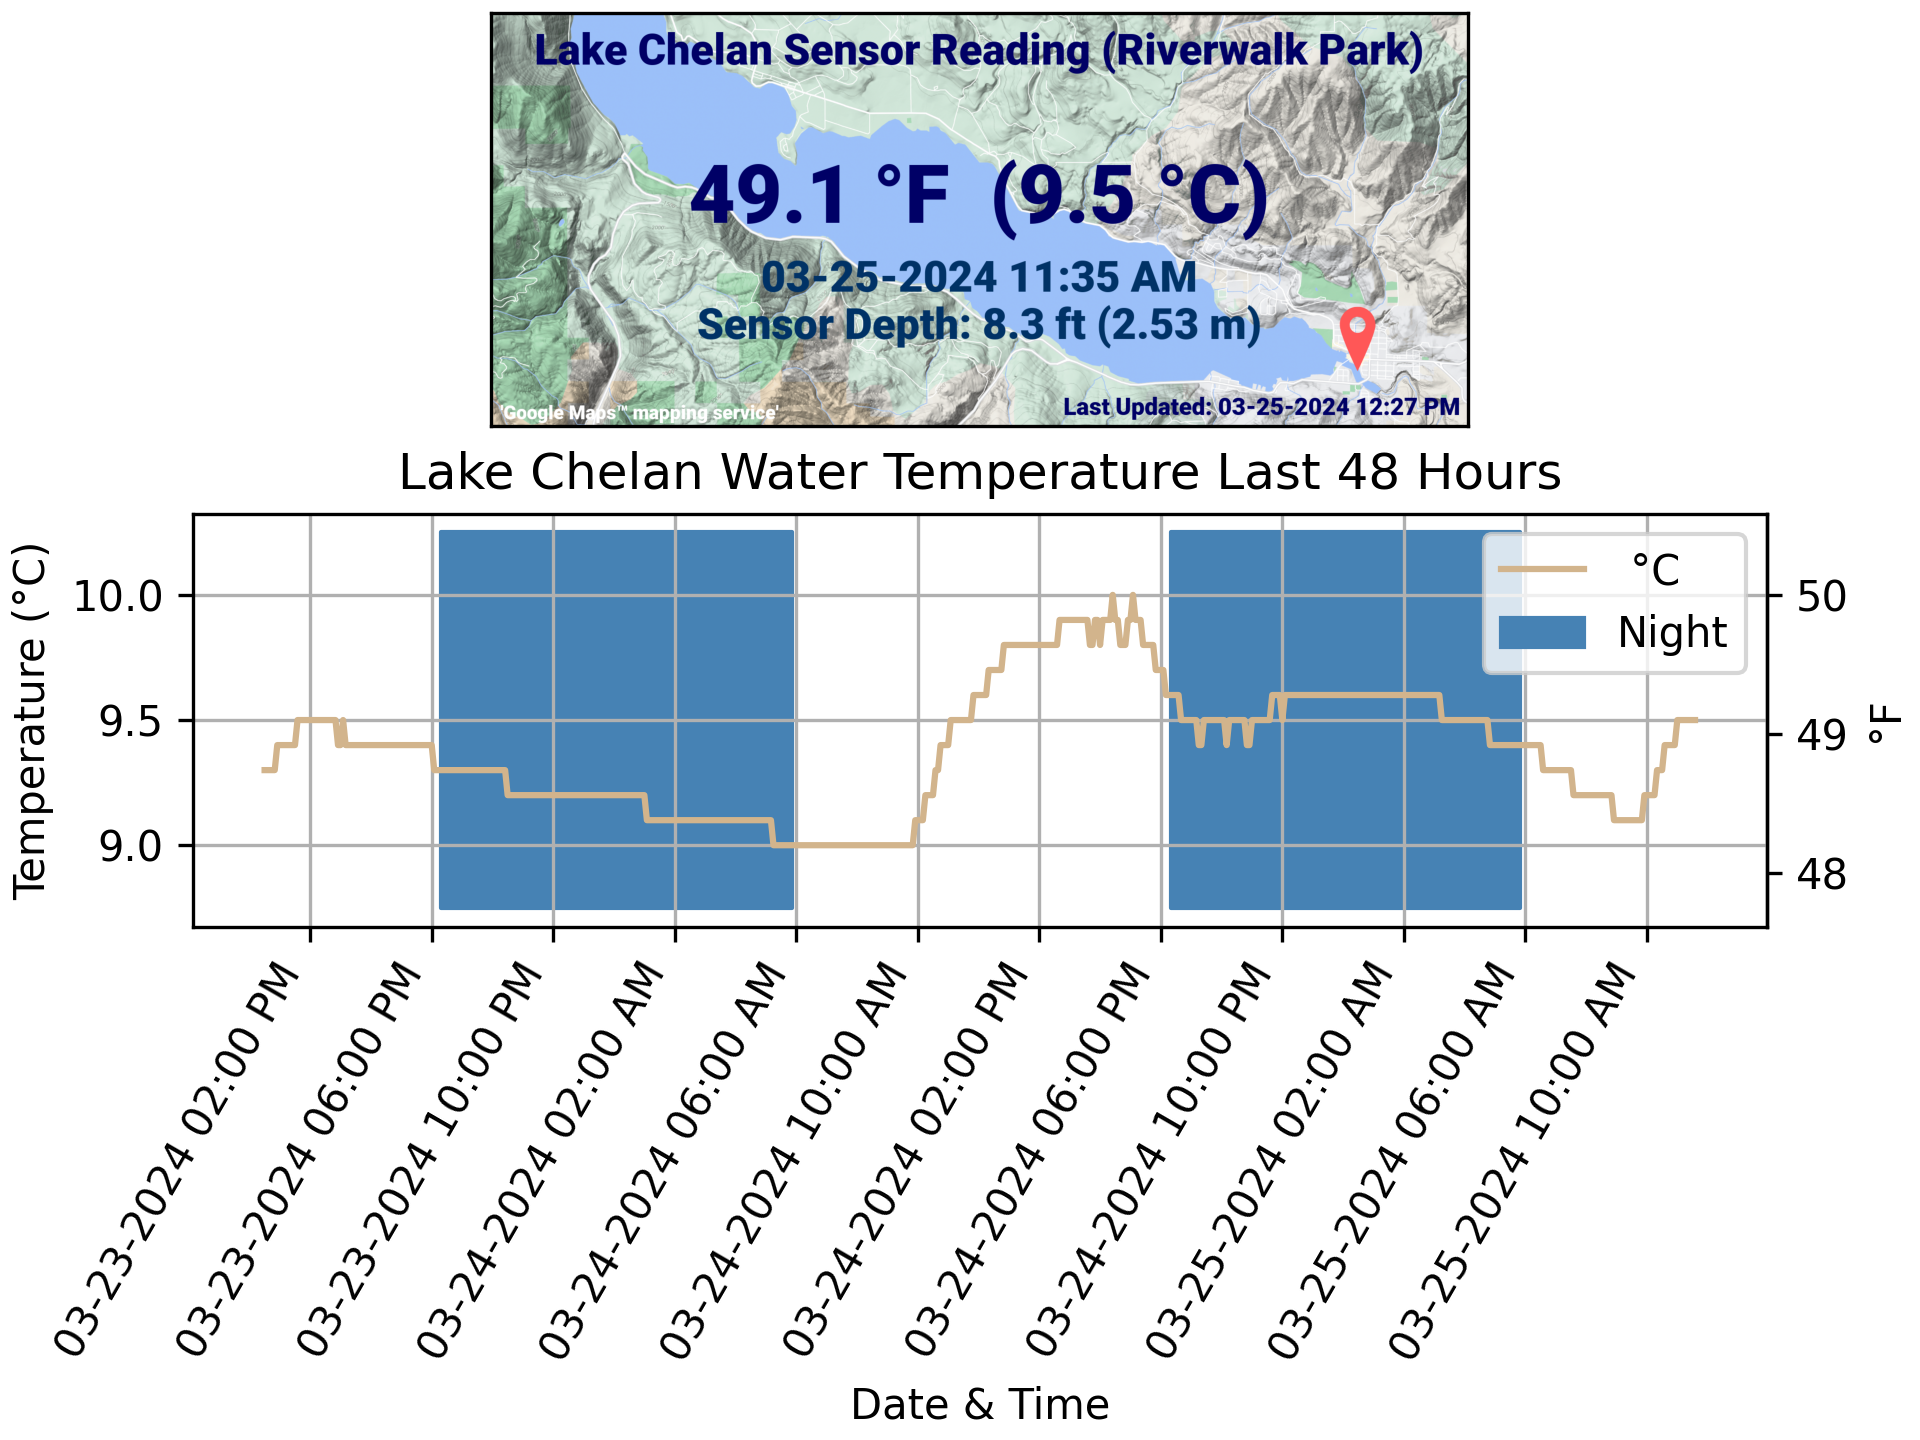 Lake Chelan Sensor Reading (Riverwalk Park)
49.1 °F (9.5 °C)
03-25-2024 11:35 AM
Sensor Depth: 8.3 ft (2.53 m)
'Google Maps™ mapping service'
Last Updated: 03-25-2024 12:27 PM
Lake Chelan Water Temperature Last 48 Hours
Temperature (°C)
10.0
9.5
9.0
°C
Night
50
49
48
°F
03-23-2024 02:00 PM
03-23-2024 06:00 PM
03-23-2024 10:00 PM
03-24-2024 02:00 AM
03-24-2024 06:00 AM
03-24-2024 10:00 AM
03-24-2024 02:00 PM
03-24-2024 06:00 PM
03-24-2024 10:00 PM
03-25-2024 02:00 AM
03-25-2024 06:00 AM
03-25-2024 10:00 AM
Date & Time